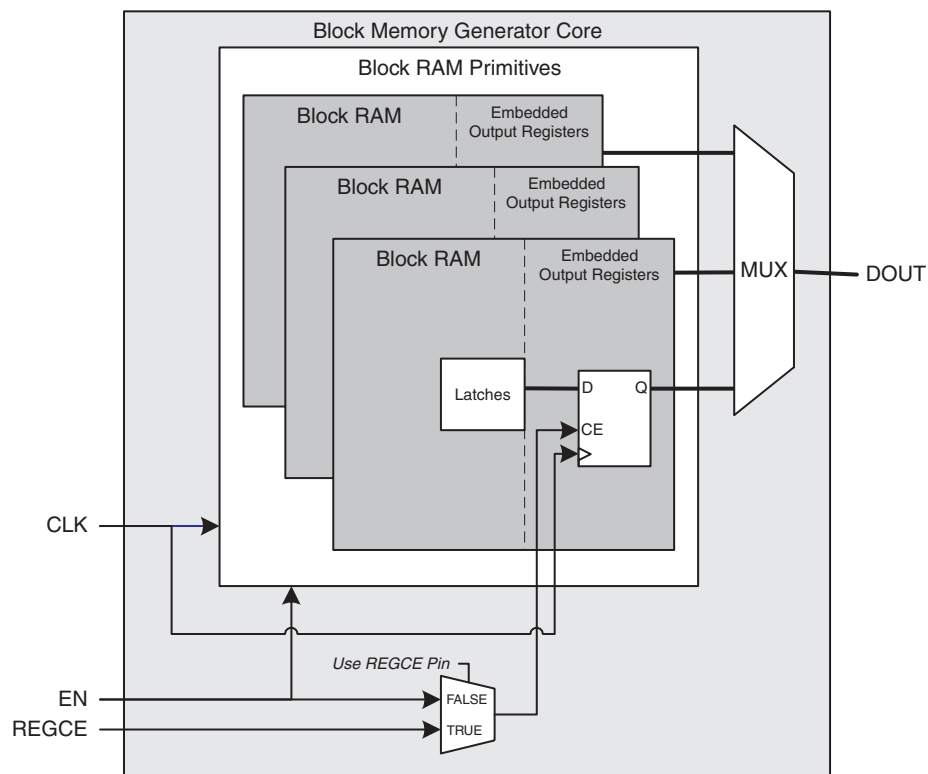 Block Memory Generator Core
Block RAM Primitives
Block RAM
Embedded
Output Registers
Block RAM
Embedded
Output Registers
Block RAM
Embedded
Output Registers
MUX
DOUT
Latches
D
Q
CE
CLK
Use REGCE Pin
EN
FALSE
REGCE
TRUE